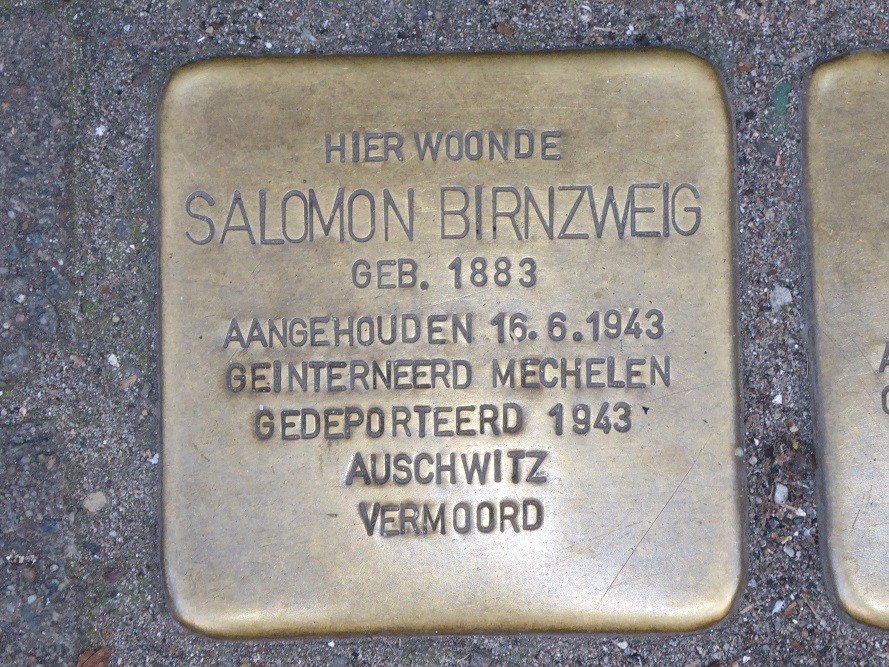 HIER WOONDE
SALOMON BIRNZWEIG
GEB. 1883
AANGEHOUDEN 16.6.1943
GEINTERNEERD MECHELEN
GEDEPORTEERD 1943
AUSCHWITZ
VERMOORD